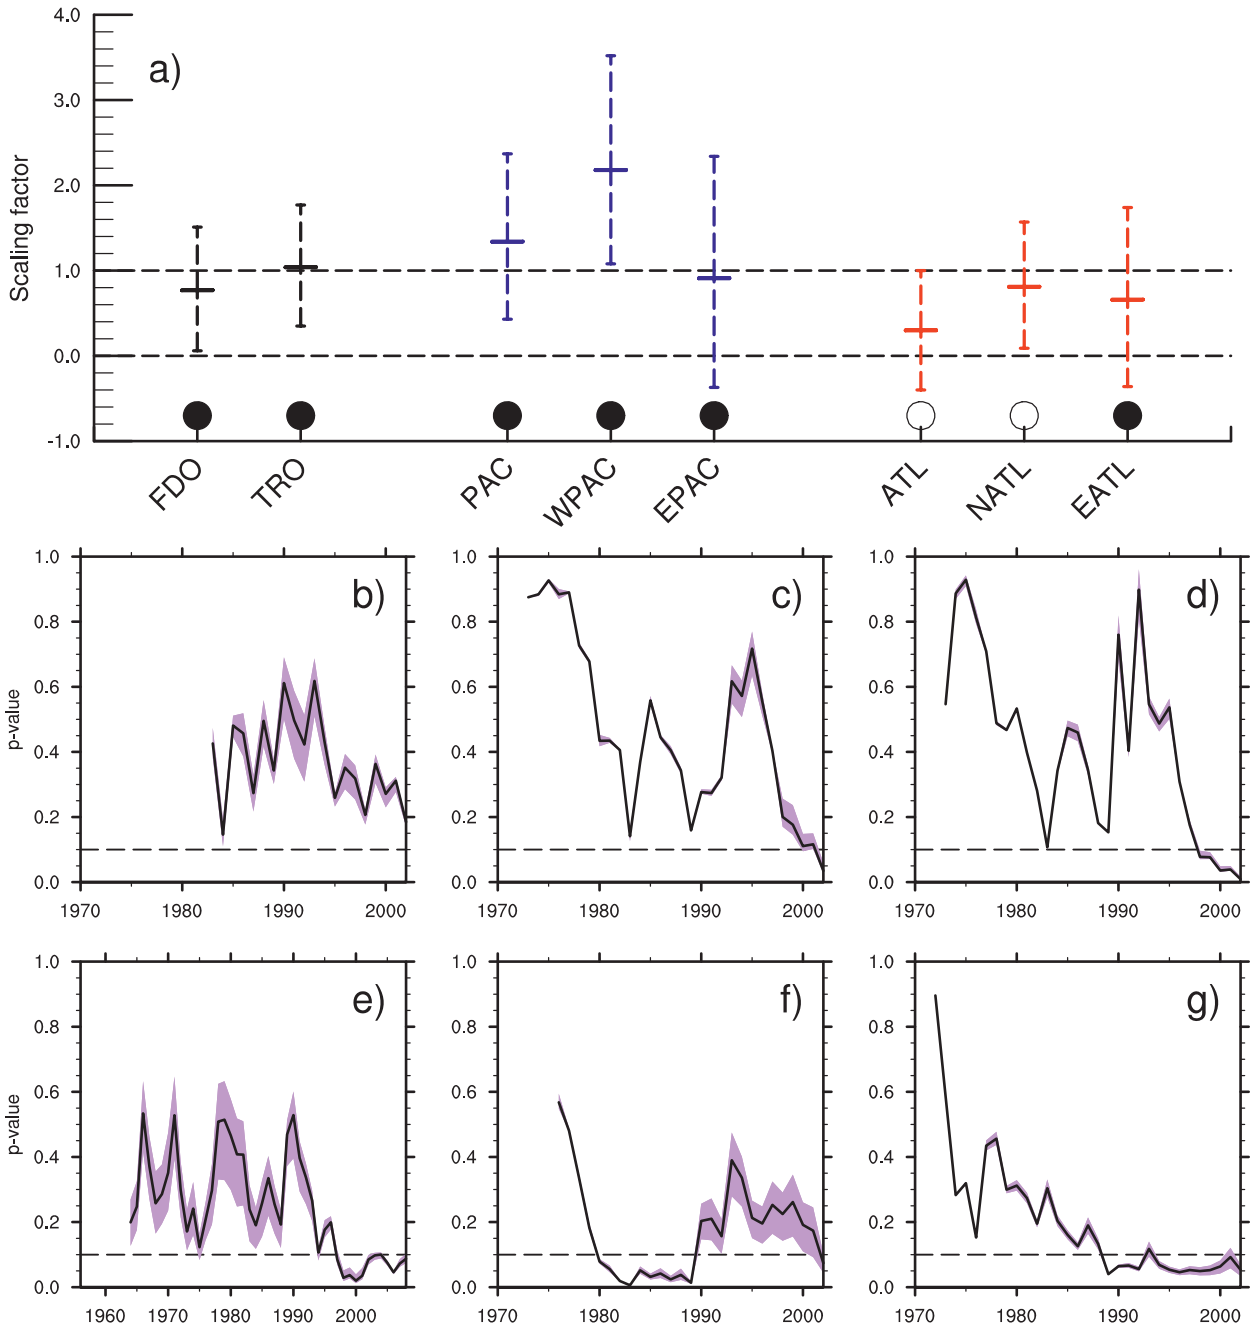 4.0
a)
3.0
2.0
1.0
0.0
-1.0
Scaling factor
FDO TRO PAC WPAC EPAC ATL NATL EATL
1.0 1.0 1.0
b) c) d)
0.8 0.8 0.8
0.6 0.6 0.6
p-value
0.4 0.4 0.4
0.2 0.2 0.2
0.0 0.0 0.0
1970 1980 1990 2000 1970 1980 1990 2000 1970 1980 1990 2000
1.0 1.0 1.0
e) f) g)
0.8 0.8 0.8
0.6 0.6 0.6
p-value
0.4 0.4 0.4
0.2 0.2 0.2
0.0 0.0 0.0
1960 1970 1980 1990 2000 1970 1980 1990 2000 1970 1980 1990 2000